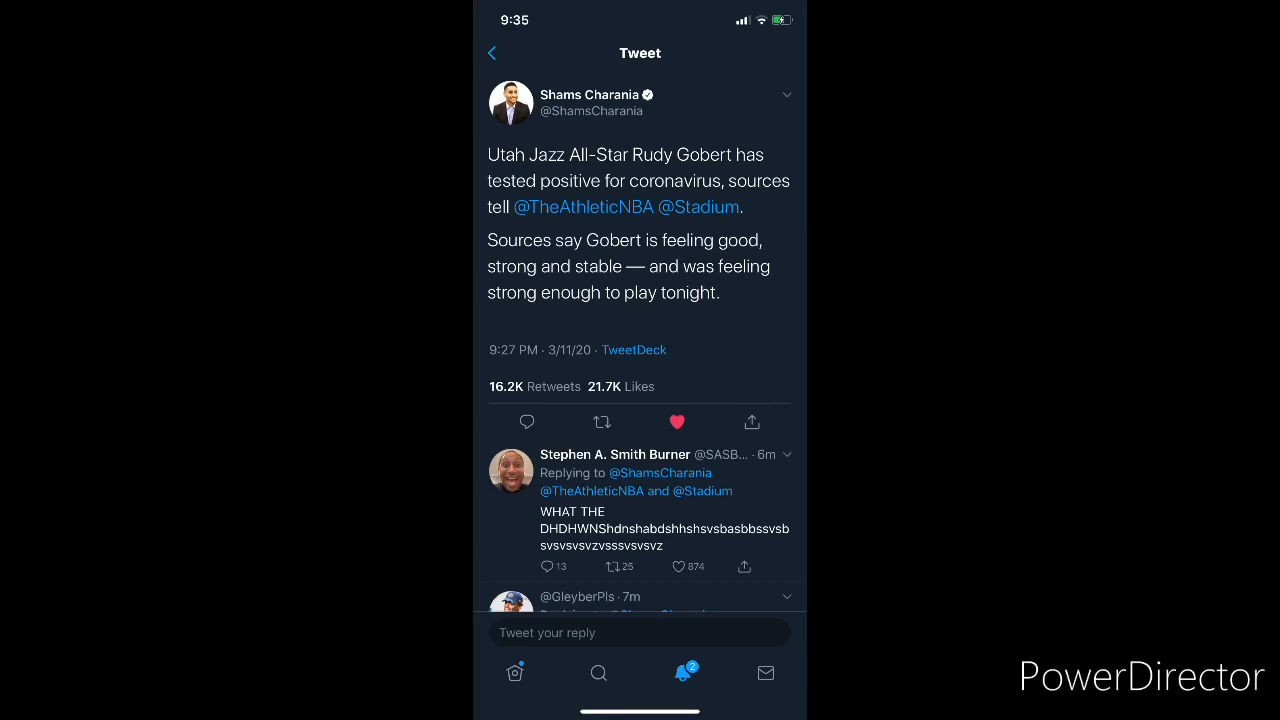 9:35
Tweet
Shams Charania
@ShamsCharania
Utah Jazz All-Star Rudy Gobert has
tested positive for coronavirus, sources
tell @TheAthleticNBA @Stadium.
Sources say Gobert is feeling good,
strong and stable — and was feeling
strong enough to play tonight.
9:27 PM · 3/11/20 · TweetDeck
16.2K Retweets 21.7K Likes
Stephen A. Smith Burner @SASB... · 6m
Replying to @ShamsCharania
@TheAthleticNBA and @Stadium
WHAT THE
DHDHWNShdnshabdshhshsvsbasbbssvsb
svsvsvsvzvsssvsvsvz
13 25 874
@GleyberPls · 7m
Tweet your reply
2
PowerDirector